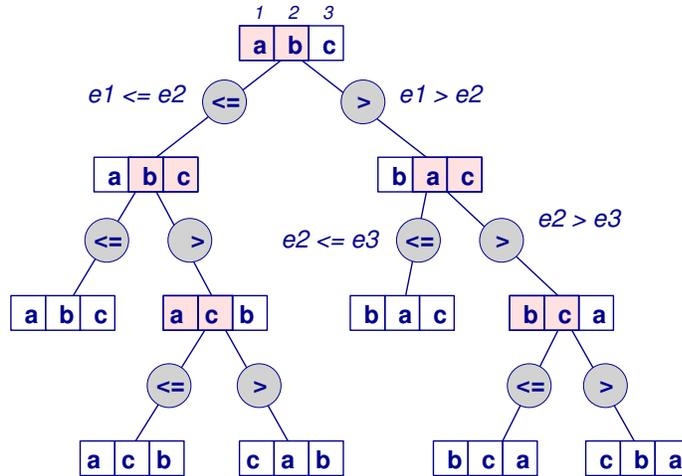 1 2 3
a b c
e1 <= e2 <= > e1 > e2
a b c b a c
<= > e2 <= e3 <= > e2 > e3
a b c a c b b a c b c a
<= > <= >
a c b c a b b c a c b a